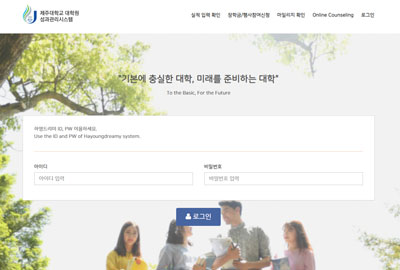 제주대학교 대학원
성과관리시스템
실적 입력 확인 장학금/행사참여신청 마일리지 확인 Online Counseling 로그인
"기본에 충실한 대학, 미래를 준비하는 대학"
To the Basic, For the Future
하영드리미 ID, PW 이용하세요.
Use the ID and PW of Hayoungdreamy system.
아이디 비밀번호
아이디 입력 비밀번호 입력
로그인